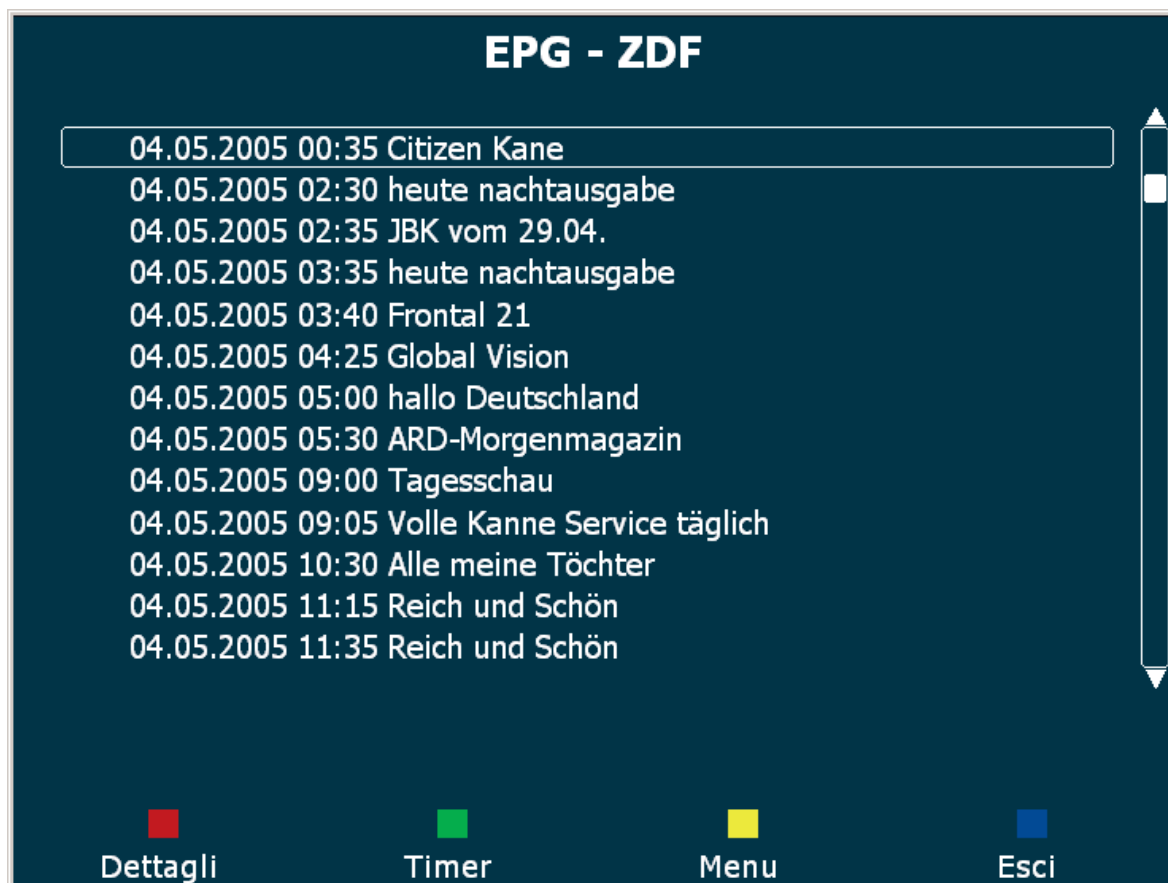 EPG - ZDF
04.05.2005 00:35 Citizen Kane
04.05.2005 02:30 heute nachtausgabe
04.05.2005 02:35 JBK vom 29.04.
04.05.2005 03:35 heute nachtausgabe
04.05.2005 03:40 Frontal 21
04.05.2005 04:25 Global Vision
04.05.2005 05:00 hallo Deutschland
04.05.2005 05:30 ARD-Morgenmagazin
04.05.2005 09:00 Tagesschau
04.05.2005 09:05 Volle Kanne Service täglich
04.05.2005 10:30 Alle meine Töchter
04.05.2005 11:15 Reich und Schön
04.05.2005 11:35 Reich und Schön
Dettagli Timer Menu Esci